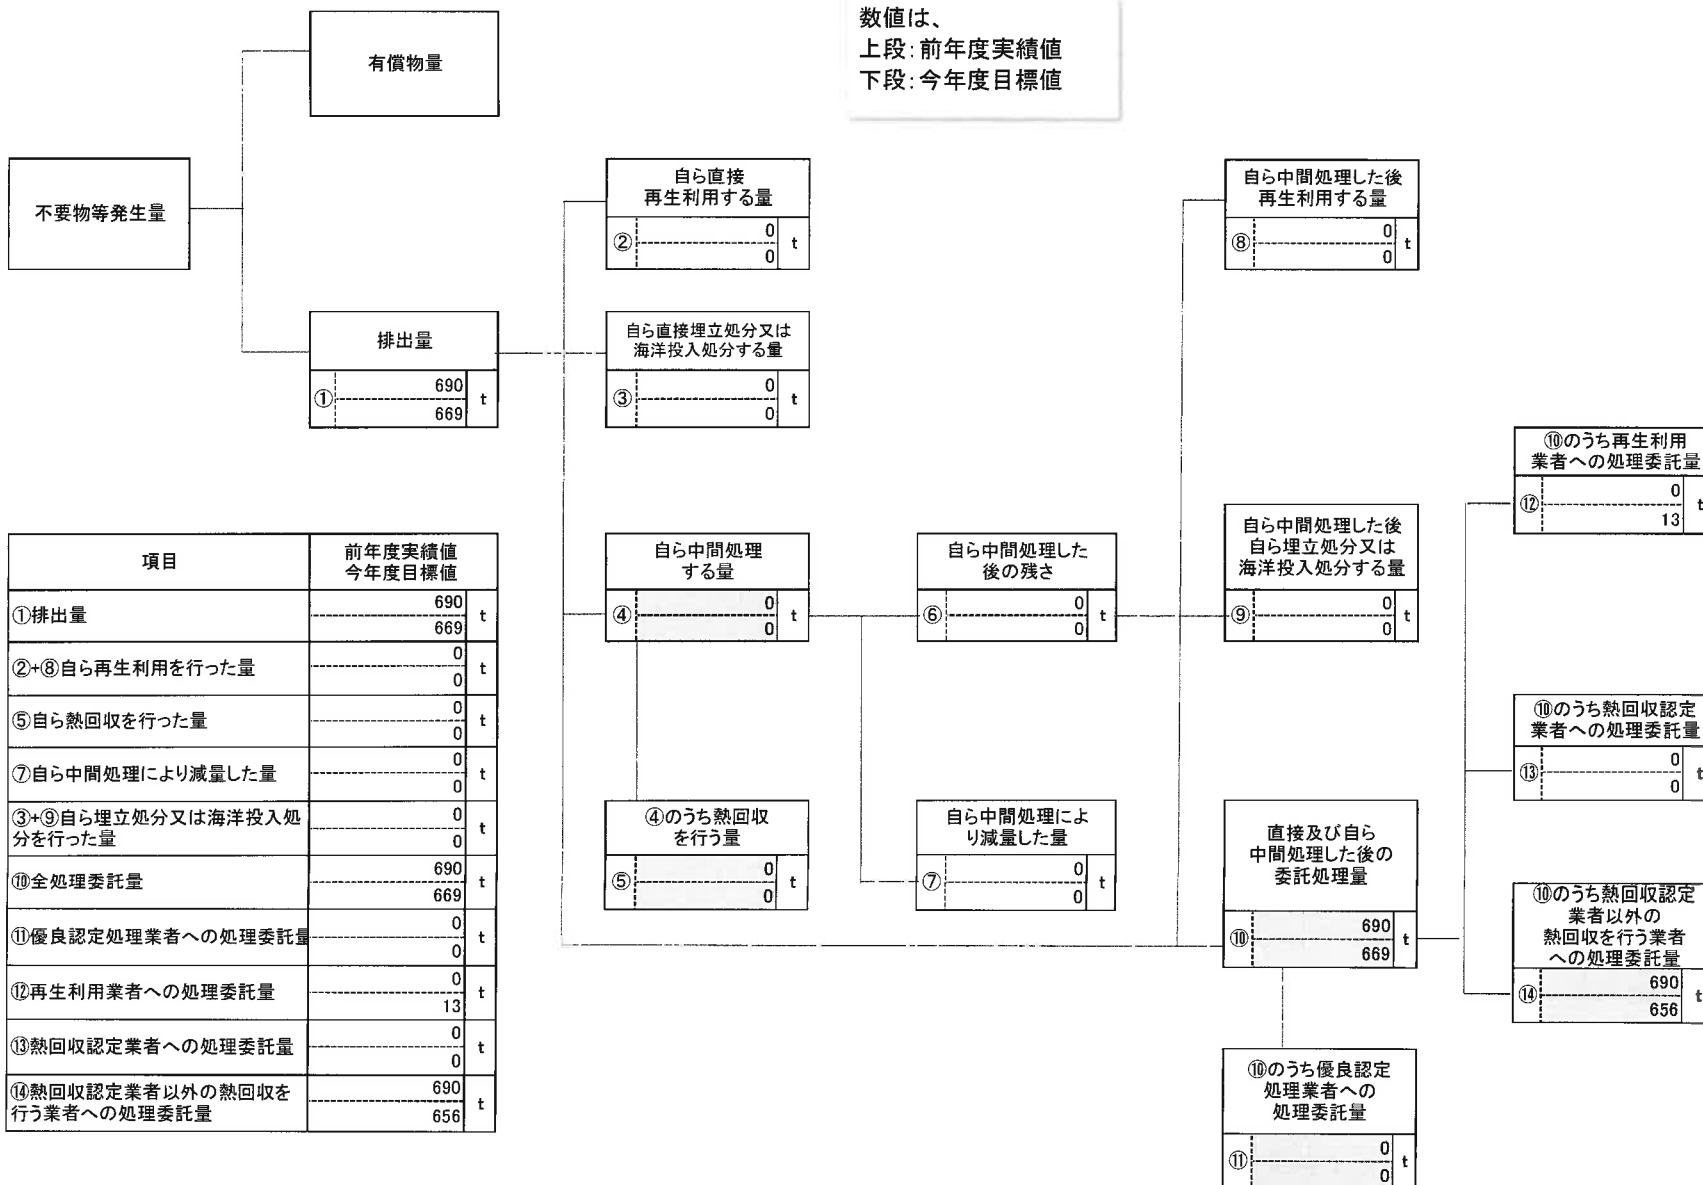 数値は、
上段:前年度実績値
下段:今年度目標値
有償物量
不要物等発生量
排出量
①
690
669
t
自ら直接
再生利用する量
②
0
0
t
自ら直接埋立処分又は
海洋投入処分する量
③
0
0
t
自ら中間処理
する量
④
0
0
t
④のうち熱回収
を行う量
⑤
0
0
t
自ら中間処理した
後の残さ
⑥
0
0
t
自ら中間処理によ
り減量した量
⑦
0
0
t
自ら中間処理した後
再生利用する量
⑧
0
0
t
自ら中間処理した後
自ら埋立処分又は
海洋投入処分する量
⑨
0
0
t
直接及び自ら
中間処理した後の
委託処理量
⑩
690
669
t
⑩のうち優良認定
処理業者への
処理委託量
⑪
0
0
t
⑩のうち再生利用
業者への処理委託量
⑫
0
13
t
⑩のうち熱回収認定
業者への処理委託量
⑬
0
0
t
⑩のうち熱回収認定
業者以外の
熱回収を行う業者
への処理委託量
⑭
690
656
t
項目
前年度実績値
今年度目標値
①排出量
690
669
t
②+⑧自ら再生利用を行った量
0
0
t
⑤自ら熱回収を行った量
0
0
t
⑦自ら中間処理により減量した量
0
0
t
③+⑨自ら埋立処分又は海洋投入処
分を行った量
0
0
t
⑩全処理委託量
690
669
t
⑪優良認定処理業者への処理委託量
0
0
t
⑫再生利用業者への処理委託量
0
13
t
⑬熱回収認定業者への処理委託量
0
0
t
⑭熱回収認定業者以外の熱回収を
行う業者への処理委託量
690
656
t